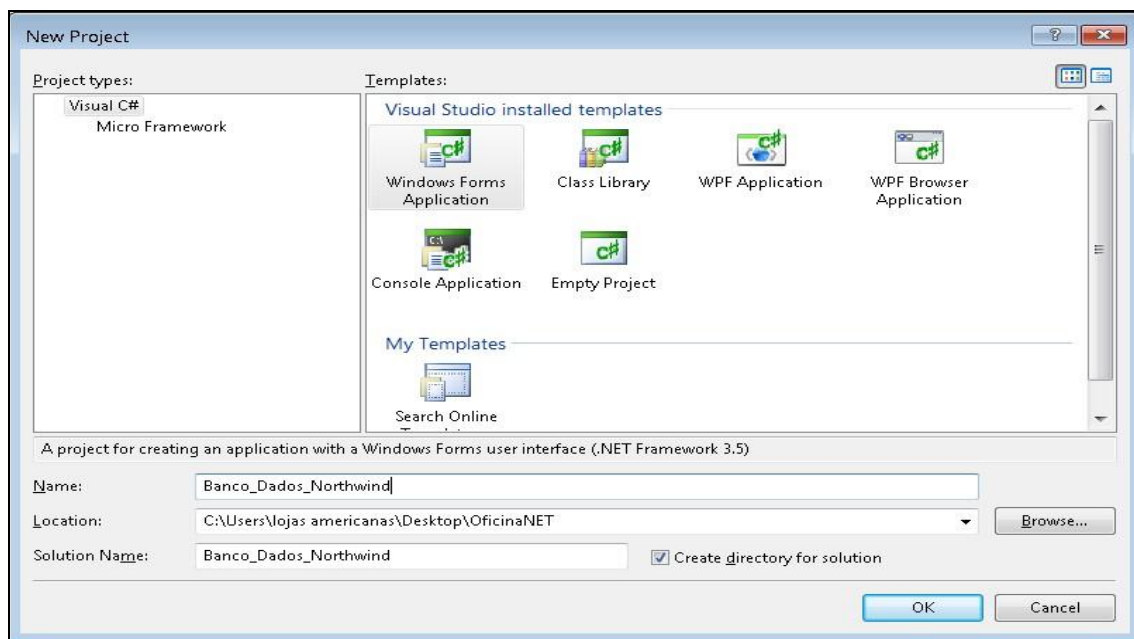 New Project
Project types:
Templates:
Visual C#
Micro Framework
Visual Studio installed templates
Windows Forms
Application
Class Library
WPF Application
WPF Browser
Application
Console Application
Empty Project
My Templates
Search Online
A project for creating an application with a Windows Forms user interface (.NET Framework 3.5)
Name:
Banco_Dados_Northwind
Location:
C:\Users\lojas americanas\Desktop\OficinaNET
Browse...
Solution Name:
Banco_Dados_Northwind
Create directory for solution
OK
Cancel